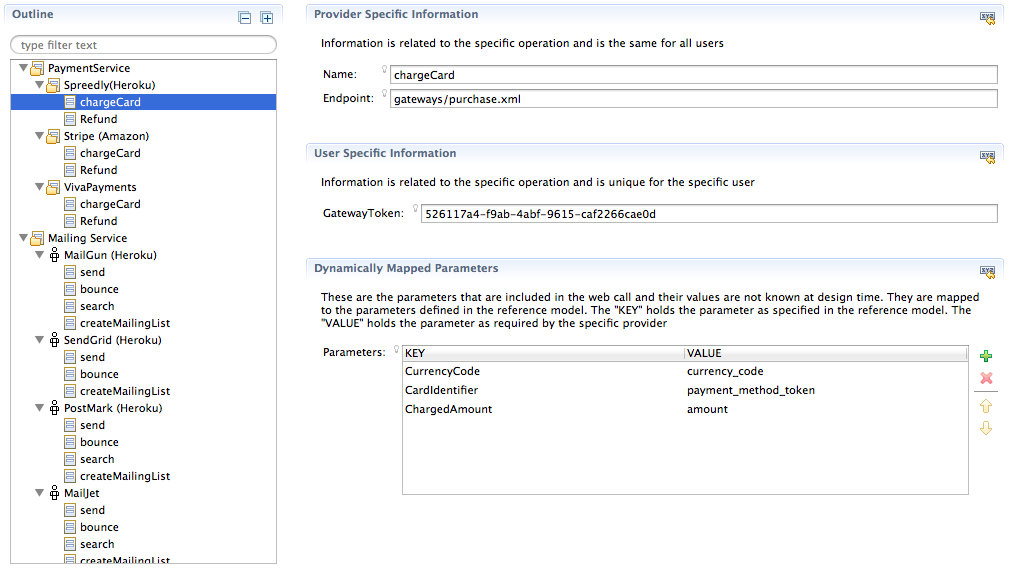 Outline
type filter text
PaymentService
Spreedly(Heroku)
chargeCard
Refund
Stripe (Amazon)
chargeCard
Refund
VivaPayments
chargeCard
Refund
Mailing Service
MailGun (Heroku)
send
bounce
search
createMailingList
SendGrid (Heroku)
send
bounce
createMailingList
PostMark (Heroku)
send
bounce
search
createMailingList
MailJet
send
bounce
search
createMailingList
Provider Specific Information
Information is related to the specific operation and is the same for all users
Name: chargeCard
Endpoint: gateways/purchase.xml
User Specific Information
Information is related to the specific operation and is unique for the specific user
GatewayToken: 526117a4-f9ab-4abf-9615-caf2266cae0d
Dynamically Mapped Parameters
These are the parameters that are included in the web call and their values are not known at design time. They are mapped
to the parameters defined in the reference model. The "KEY" holds the parameter as specified in the reference model. The
"VALUE" holds the parameter as required by the specific provider
Parameters: KEY VALUE
CurrencyCode currency_code
CardIdentifier payment_method_token
ChargedAmount amount